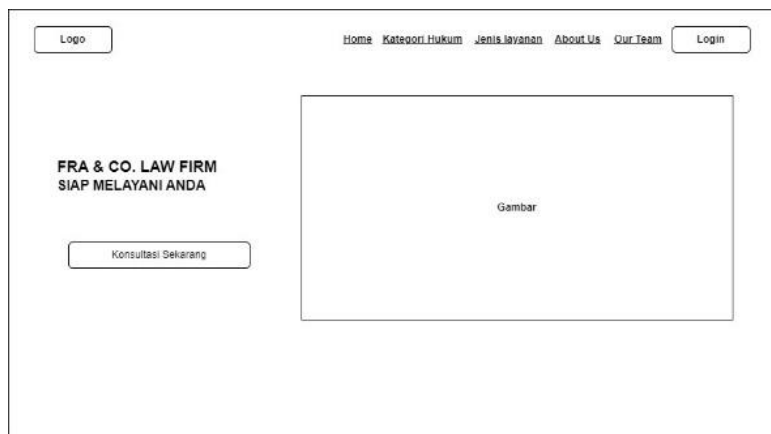 Logo
Home Kategori Hukum Jenis layanan About Us Our Team Login
FRA & CO. LAW FIRM
SIAP MELAYANI ANDA
Gambar
Konsultasi Sekarang